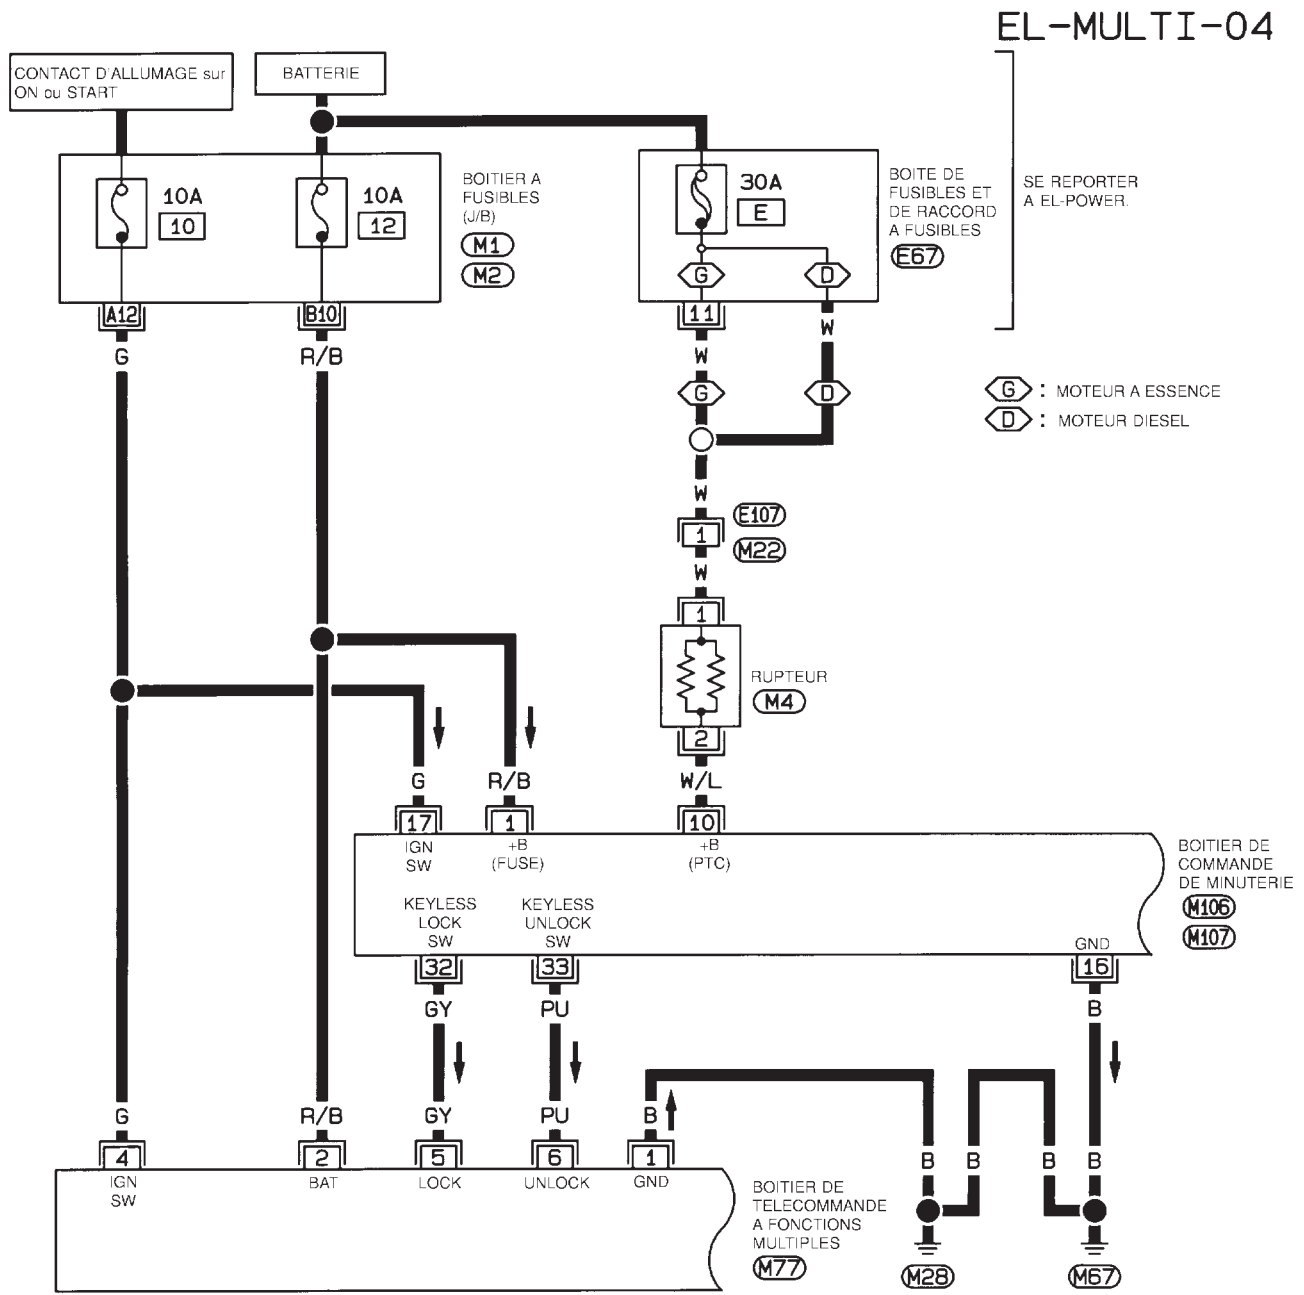 EL-MULTI-04
CONTACT D'ALLUMAGE sur
ON ou START
BATTERIE
10A
10
10A
12
BOITIER A
FUSIBLES
(J/B)
M1
M2
30A
E
G
D
BOITE DE
FUSIBLES ET
DE RACCORD
A FUSIBLES
E67
SE REPORTER
A EL-POWER.
A12
B10
11
G
R/B
W
W
G
D
G : MOTEUR A ESSENCE
D : MOTEUR DIESEL
W
1
E107
M22
W
1
RUPTEUR
M4
2
G
R/B
W/L
17
1
10
IGN
SW
+B
(FUSE)
+B
(PTC)
BOITIER DE
COMMANDE
DE MINUTERIE
M106
M107
KEYLESS
LOCK
SW
KEYLESS
UNLOCK
SW
GND
32
33
16
GY
PU
B
G
R/B
GY
PU
B
4
2
5
6
1
B
B
B
B
IGN
SW
BAT
LOCK
UNLOCK
GND
BOITIER DE
TELECOMMANDE
A FONCTIONS
MULTIPLES
M77
M28
M67